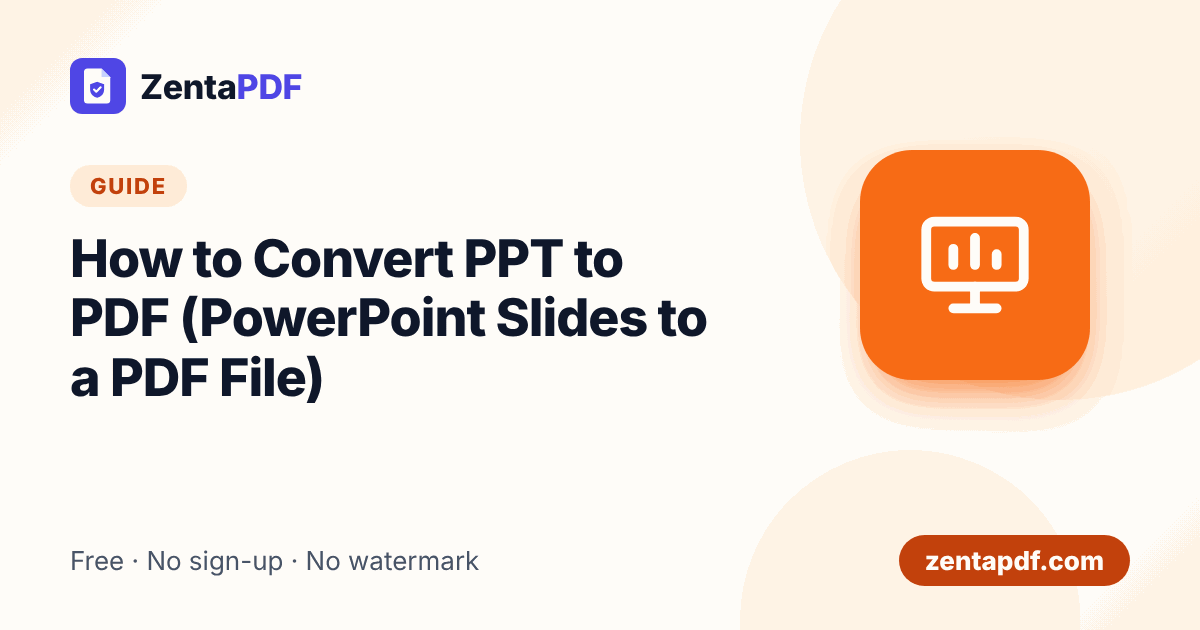 ZentaPDF
GUIDE
How to Convert PPT to
PDF (PowerPoint Slides to
a PDF File)
Free · No sign-up · No watermark
zentapdf.com